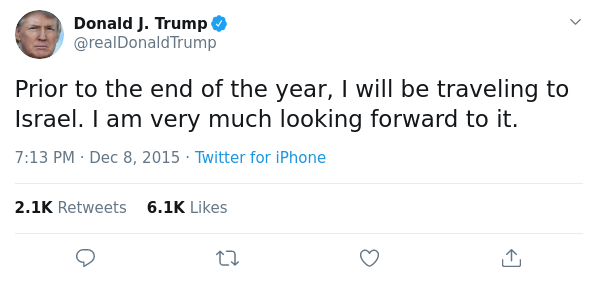 Donald J. Trump
@realDonaldTrump
Prior to the end of the year, I will be traveling to
Israel. I am very much looking forward to it.
7:13 PM · Dec 8, 2015 · Twitter for iPhone
2.1K Retweets 6.1K Likes